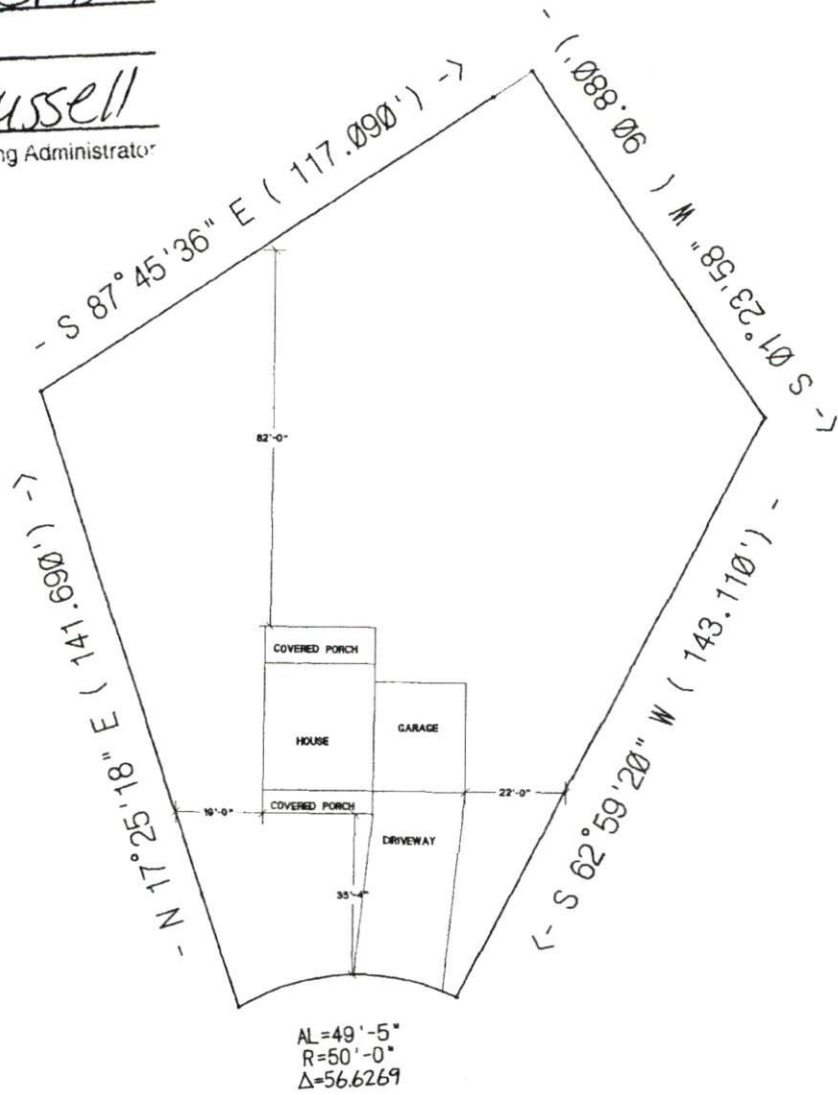 ussell
ng Administrator
- S 87°45'36" E ( 117.090' ) ->
<- S 01°23'58" W ( 90.880' ) -
- N 17°25'18" E ( 141.690' ) ->
<- S 62°59'20" W ( 143.110' ) -
82'-0"
COVERED PORCH
GARAGE
HOUSE
22'-0"
COVERED PORCH
DRIVEWAY
AL=49'-5"
R=50'-0"
Δ=56.6269